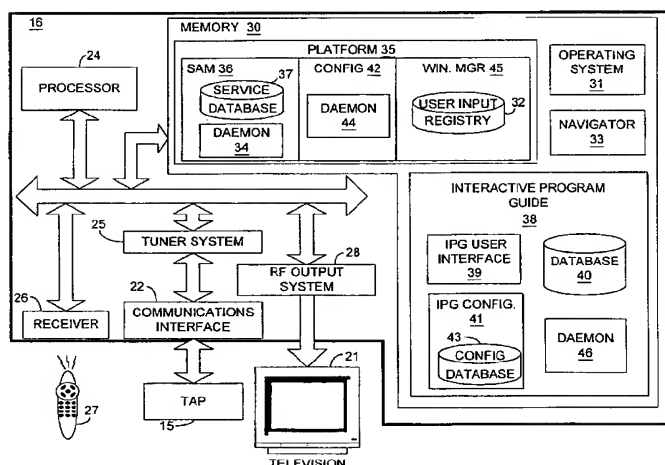 16
24
PROCESSOR
MEMORY 30
PLATFORM 35
SAM 36
37
SERVICE
DATABASE
DAEMON
34
CONFIG 42
DAEMON
44
WIN. MGR 45
USER INPUT
REGISTRY
32
OPERATING
SYSTEM
31
NAVIGATOR
33
INTERACTIVE PROGRAM
GUIDE
38
IPG USER
INTERFACE
39
DATABASE
40
IPG CONFIG.
41
43
CONFIG
DATABASE
DAEMON
46
25
TUNER SYSTEM
28
RF OUTPUT
SYSTEM
26
RECEIVER
22
COMMUNICATIONS
INTERFACE
27
TAP
15
21
TELEVISION